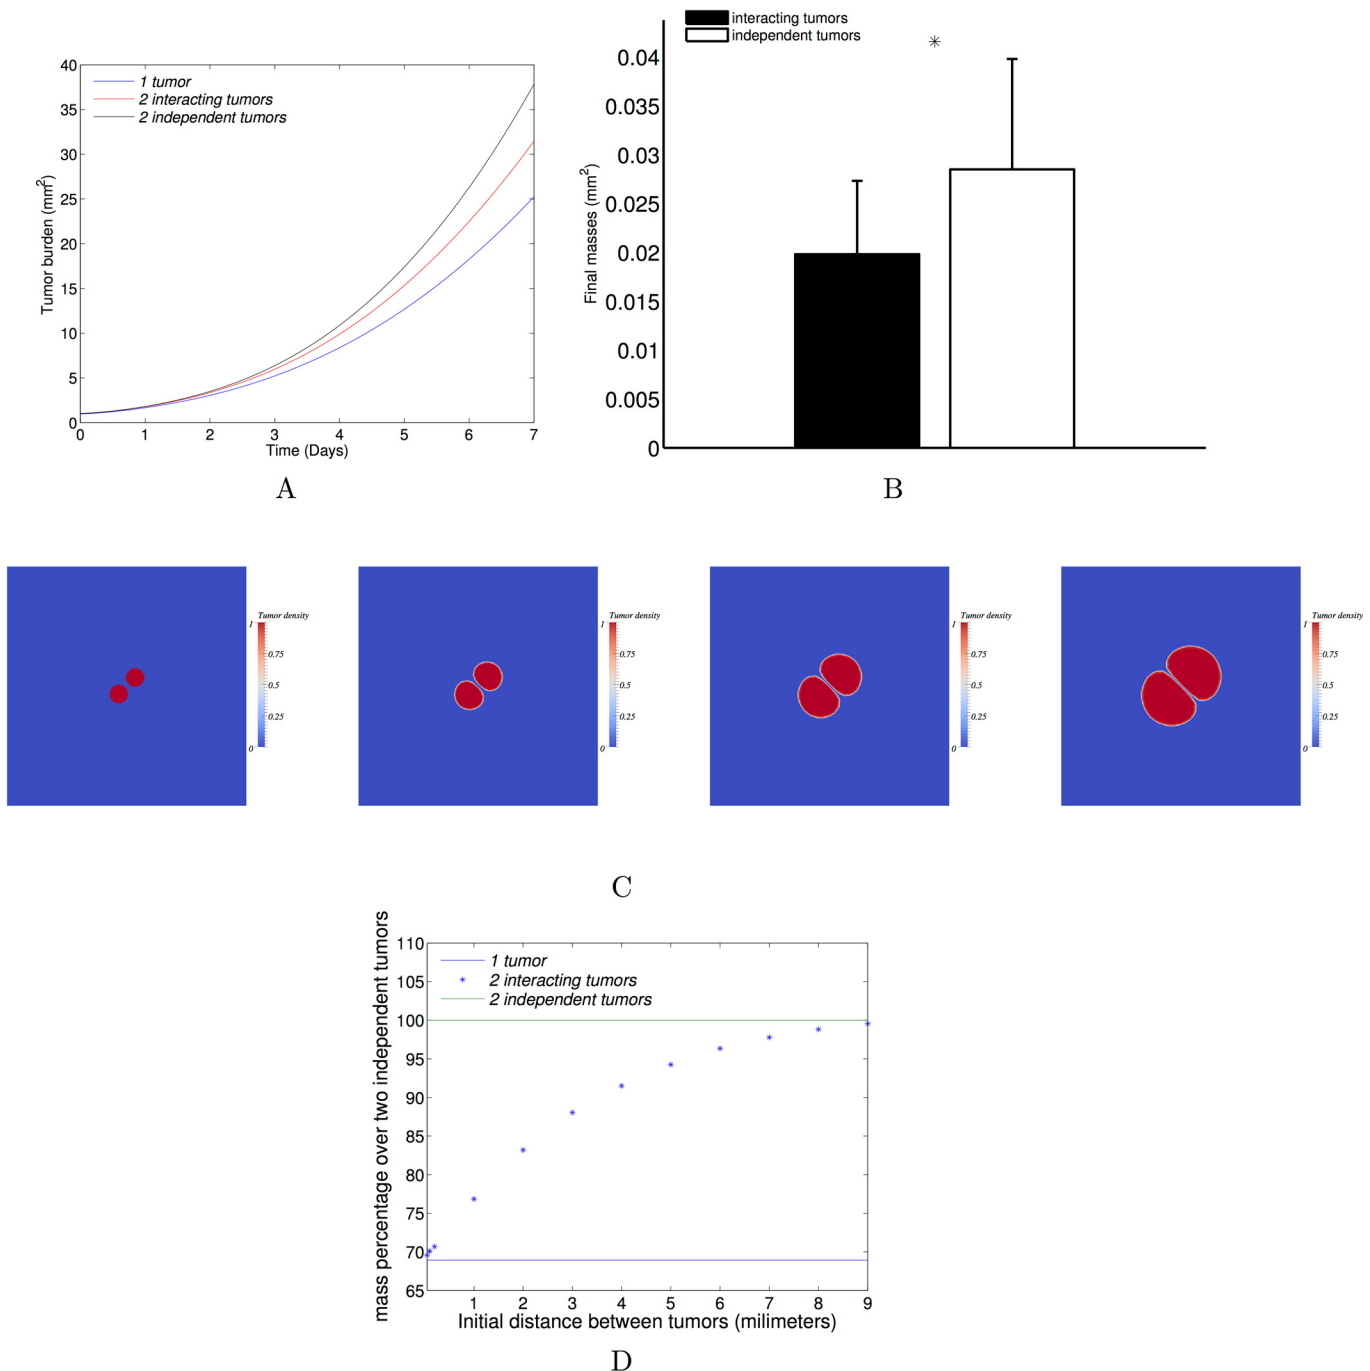 40
35
30
25
20
15
10
5
0
1 tumor
2 interacting tumors
2 independent tumors
Tumor burden (mm²)
0 1 2 3 4 5 6 7
Time (Days)
A
interacting tumors
independent tumors
*
0.04
0.035
0.03
0.025
0.02
0.015
0.01
0.005
0
Final masses (mm²)
B
Tumor density
1
0.75
0.5
0.25
0
Tumor density
1
0.75
0.5
0.25
0
Tumor density
1
0.75
0.5
0.25
0
Tumor density
1
0.75
0.5
0.25
0
C
mass percentage over two independent tumors
110
105
100
95
90
85
80
75
70
65
1 tumor
2 interacting tumors
2 independent tumors
1 2 3 4 5 6 7 8 9
Initial distance between tumors (milimeters)
D